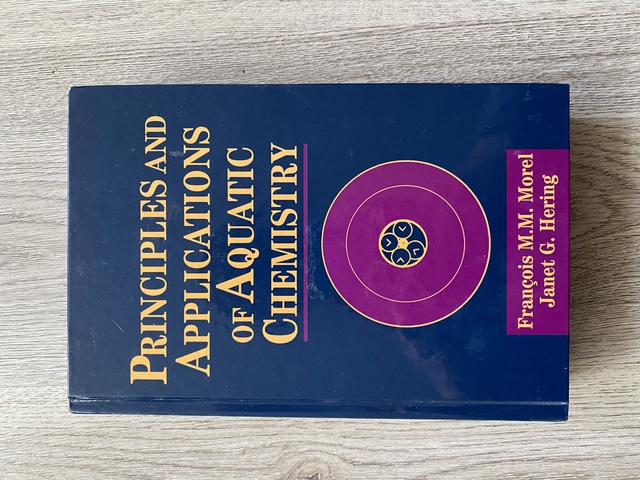 PRINCIPLES AND
APPLICATIONS
OF AQUATIC
CHEMISTRY
François M.M. Morel
Janet G. Hering